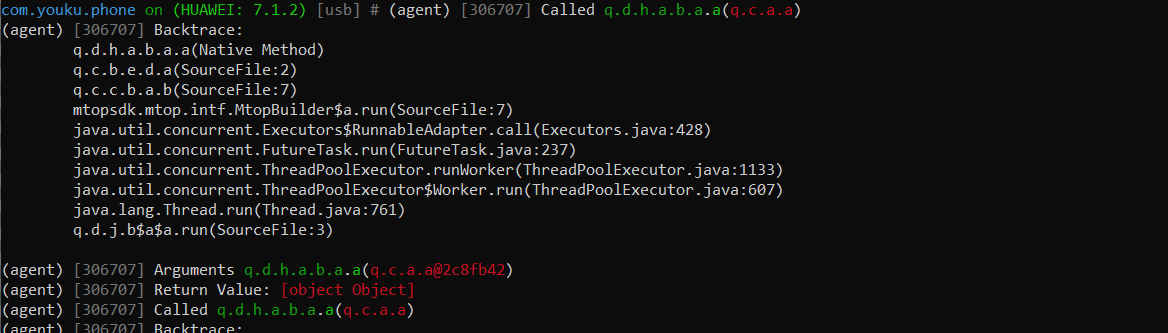 com.youku.phone on (HUAWEI: 7.1.2) [usb] # (agent) [306707] Called q.d.h.a.b.a.a(q.c.a.a)
(agent) [306707] Backtrace:
q.d.h.a.b.a.a(Native Method)
q.c.b.e.d.a(SourceFile:2)
q.c.c.b.a.b(SourceFile:7)
mtopsdk.mtop.intf.MtopBuilder$a.run(SourceFile:7)
java.util.concurrent.Executors$RunnableAdapter.call(Executors.java:428)
java.util.concurrent.FutureTask.run(FutureTask.java:237)
java.util.concurrent.ThreadPoolExecutor.runWorker(ThreadPoolExecutor.java:1133)
java.util.concurrent.ThreadPoolExecutor$Worker.run(ThreadPoolExecutor.java:607)
java.lang.Thread.run(Thread.java:761)
q.d.j.b$a$a.run(SourceFile:3)
(agent) [306707] Arguments q.d.h.a.b.a.a(q.c.a.a@2c8fb42)
(agent) [306707] Return Value: [object Object]
(agent) [306707] Called q.d.h.a.b.a.a(q.c.a.a)
(agent) [306707] Backtrace: